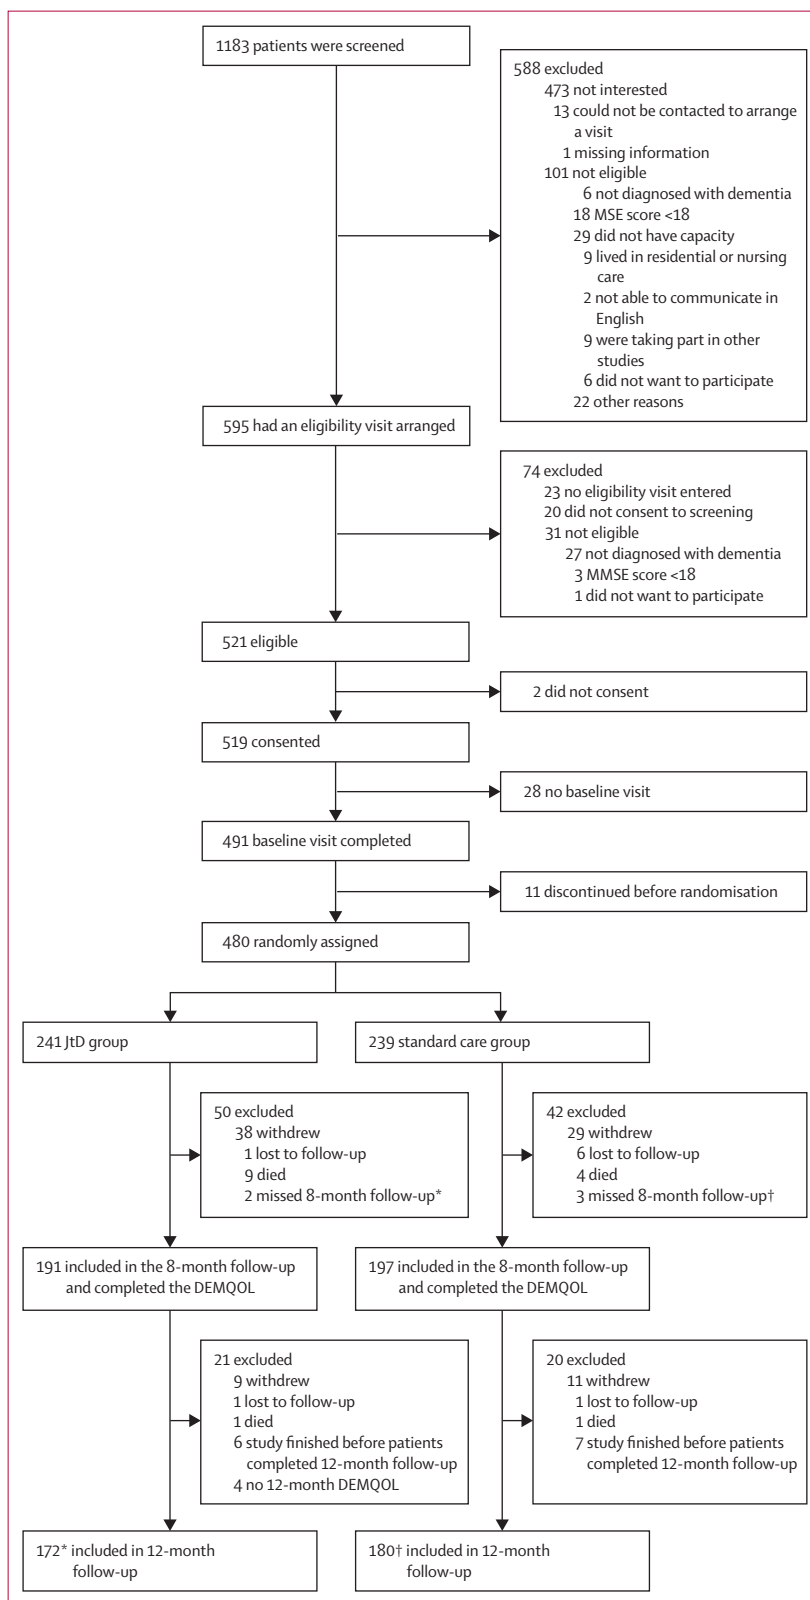 1183 patients were screened
588 excluded
473 not interested
13 could not be contacted to arrange
a visit
1 missing information
101 not eligible
6 not diagnosed with dementia
18 MSE score <18
29 did not have capacity
9 lived in residential or nursing
care
2 not able to communicate in
English
9 were taking part in other
studies
6 did not want to participate
22 other reasons
595 had an eligibility visit arranged
74 excluded
23 no eligibility visit entered
20 did not consent to screening
31 not eligible
27 not diagnosed with dementia
3 MMSE score <18
1 did not want to participate
521 eligible
2 did not consent
519 consented
28 no baseline visit
491 baseline visit completed
11 discontinued before randomisation
480 randomly assigned
241 JtD group
239 standard care group
50 excluded
38 withdrew
1 lost to follow-up
9 died
2 missed 8-month follow-up*
42 excluded
29 withdrew
6 lost to follow-up
4 died
3 missed 8-month follow-up†
191 included in the 8-month follow-up
and completed the DEMQOL
197 included in the 8-month follow-up
and completed the DEMQOL
21 excluded
9 withdrew
1 lost to follow-up
1 died
6 study finished before patients
completed 12-month follow-up
4 no 12-month DEMQOL
20 excluded
11 withdrew
1 lost to follow-up
1 died
7 study finished before patients
completed 12-month follow-up
172* included in 12-month
follow-up
180† included in 12-month
follow-up